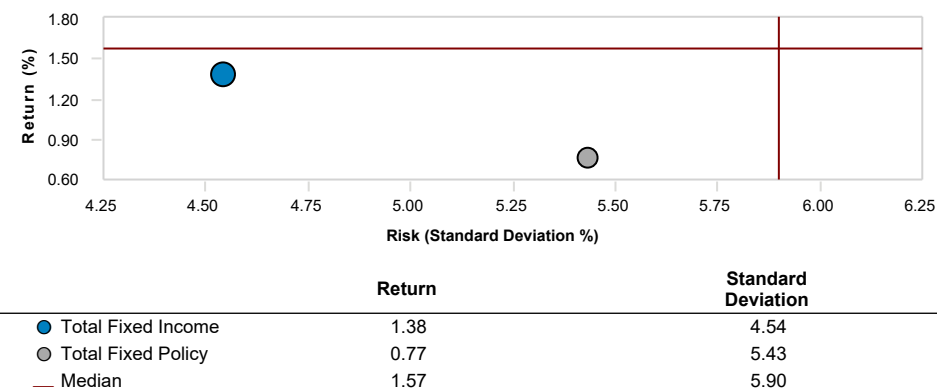 1.80
1.50
1.20
0.90
0.60
Return (%)
4.25 4.50 4.75 5.00 5.25 5.50 5.75 6.00 6.25
Risk (Standard Deviation %)
Return Standard Deviation
Total Fixed Income 1.38 4.54
Total Fixed Policy 0.77 5.43
Median 1.57 5.90